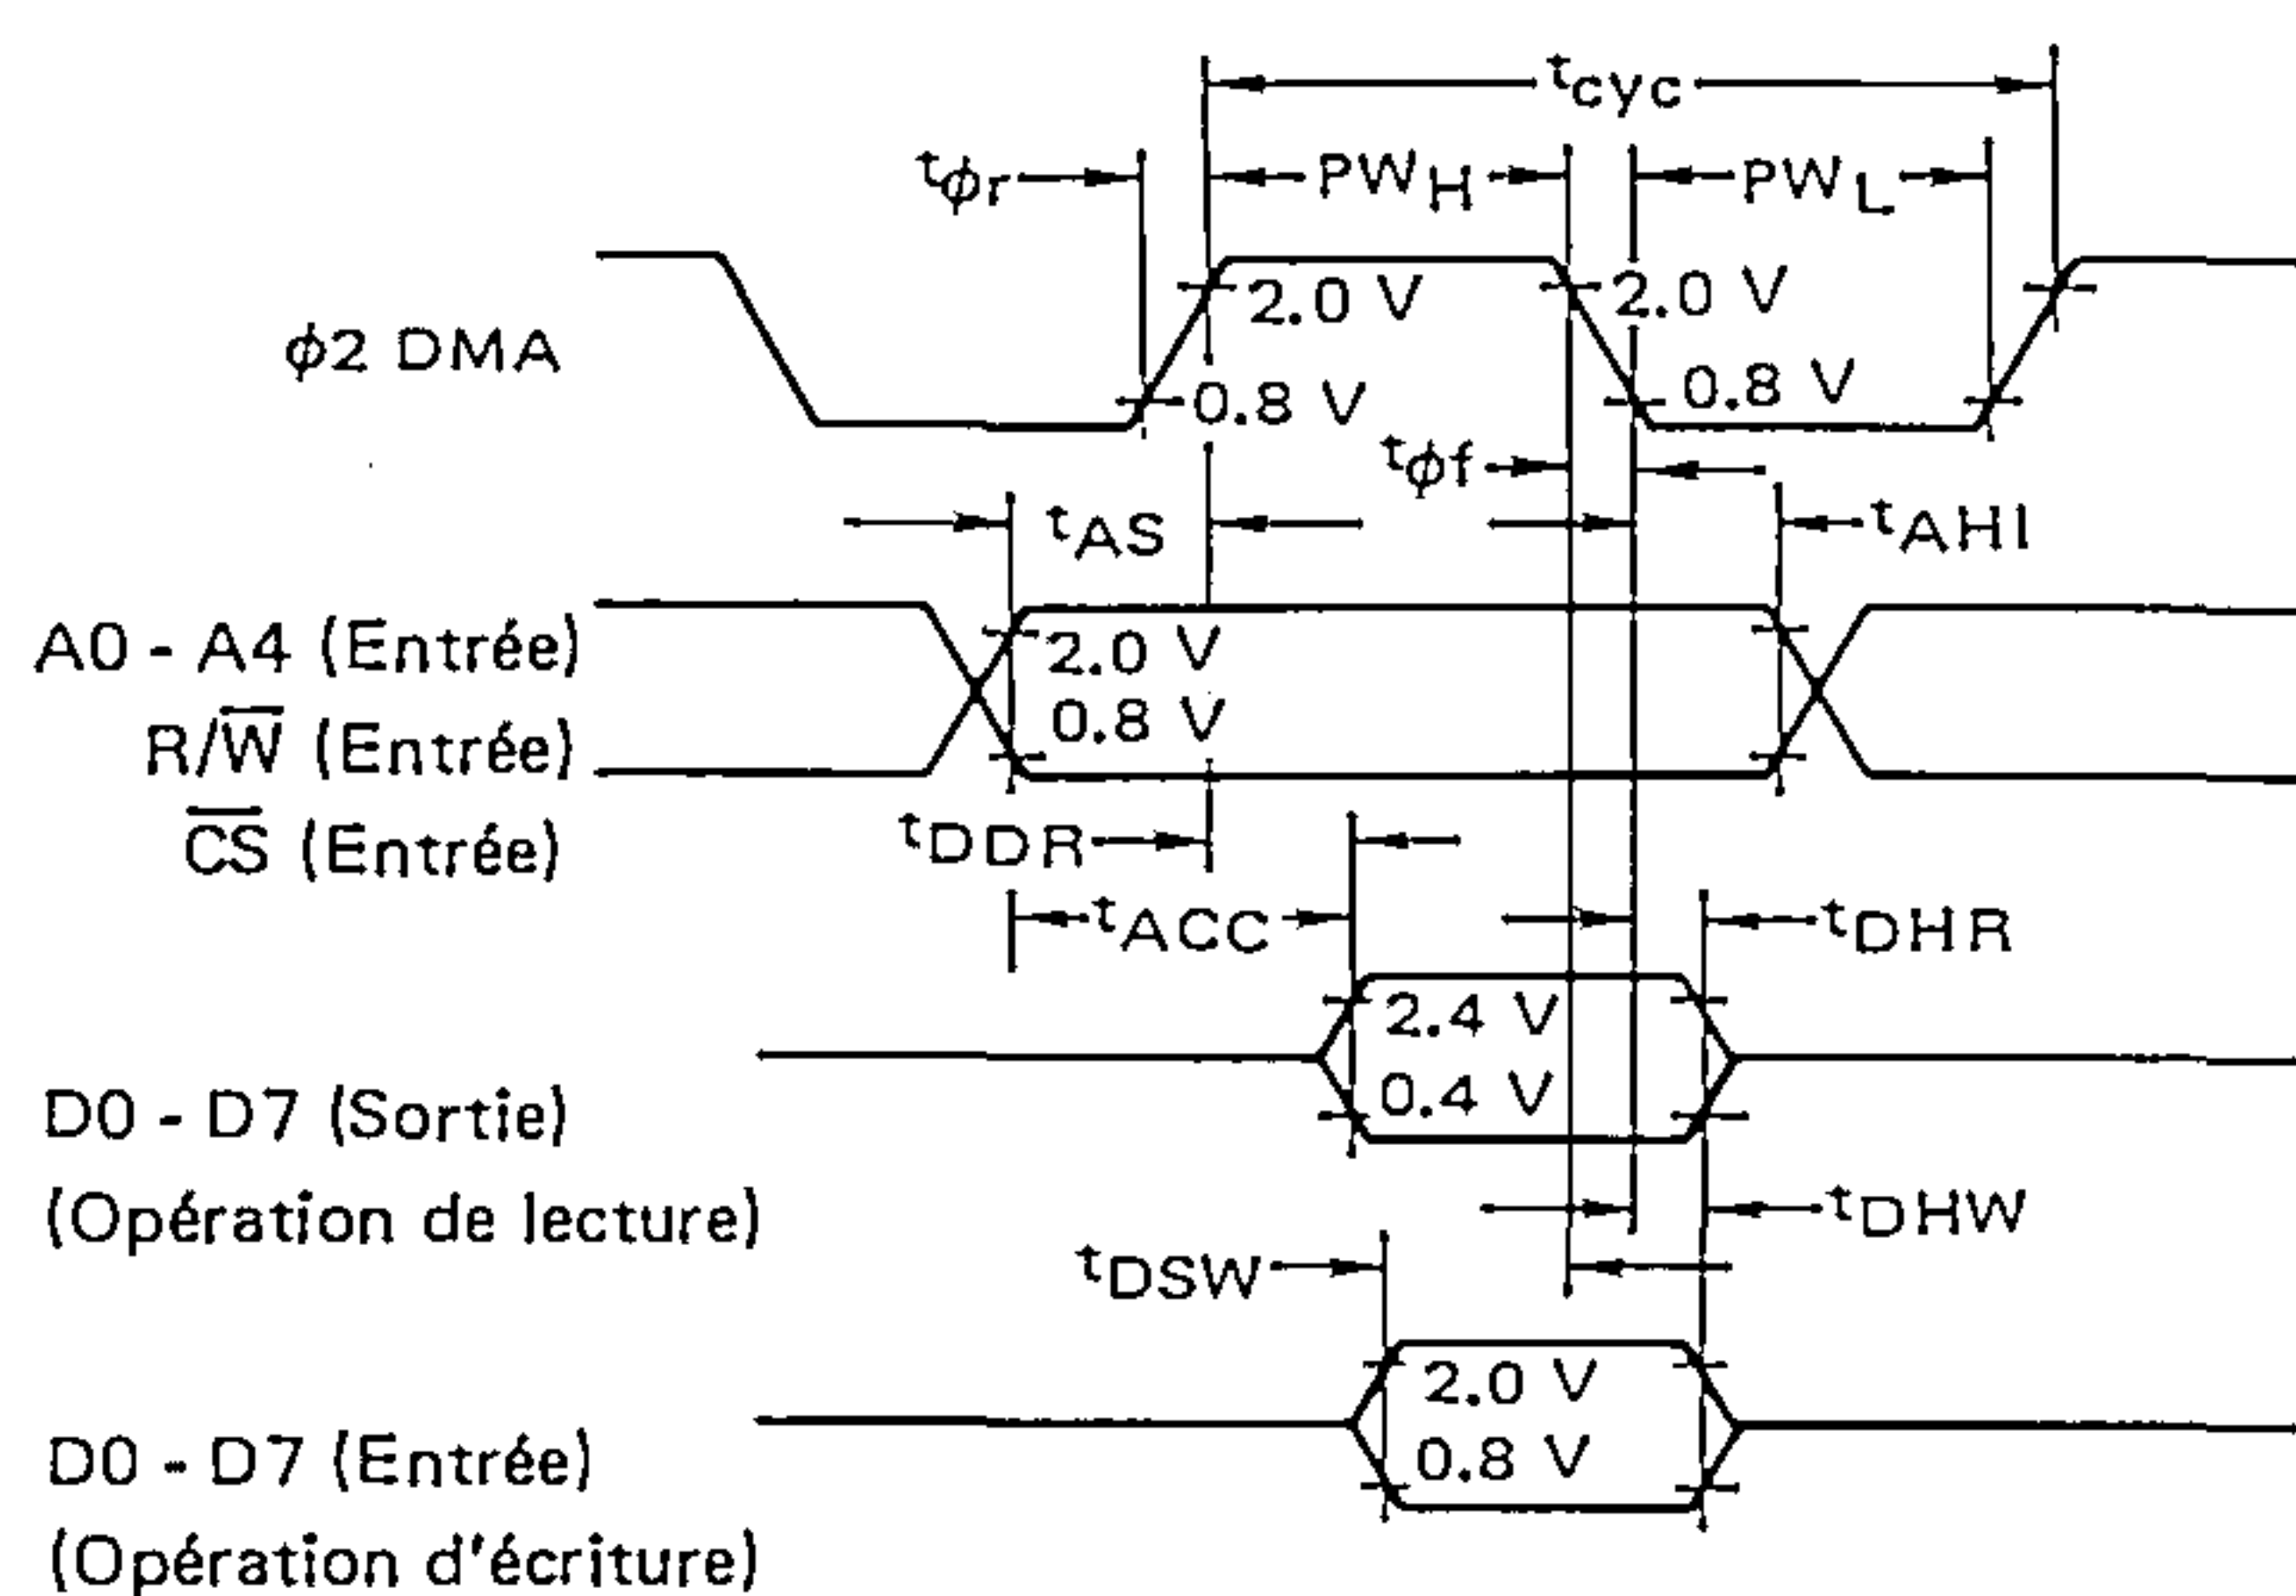 tcyc
tφr PWH PWL
2.0 V 2.0 V
φ2 DMA
0.8 V 0.8 V
tφf
tAS tAHI
A0 - A4 (Entrée) 2.0 V
R/W̅ (Entrée) 0.8 V
C̅S̅ (Entrée) tDDR
tACC tDHR
2.4 V
D0 - D7 (Sortie) 0.4 V
(Opération de lecture) tDHW
tDSW
2.0 V
D0 - D7 (Entrée) 0.8 V
(Opération d'écriture)